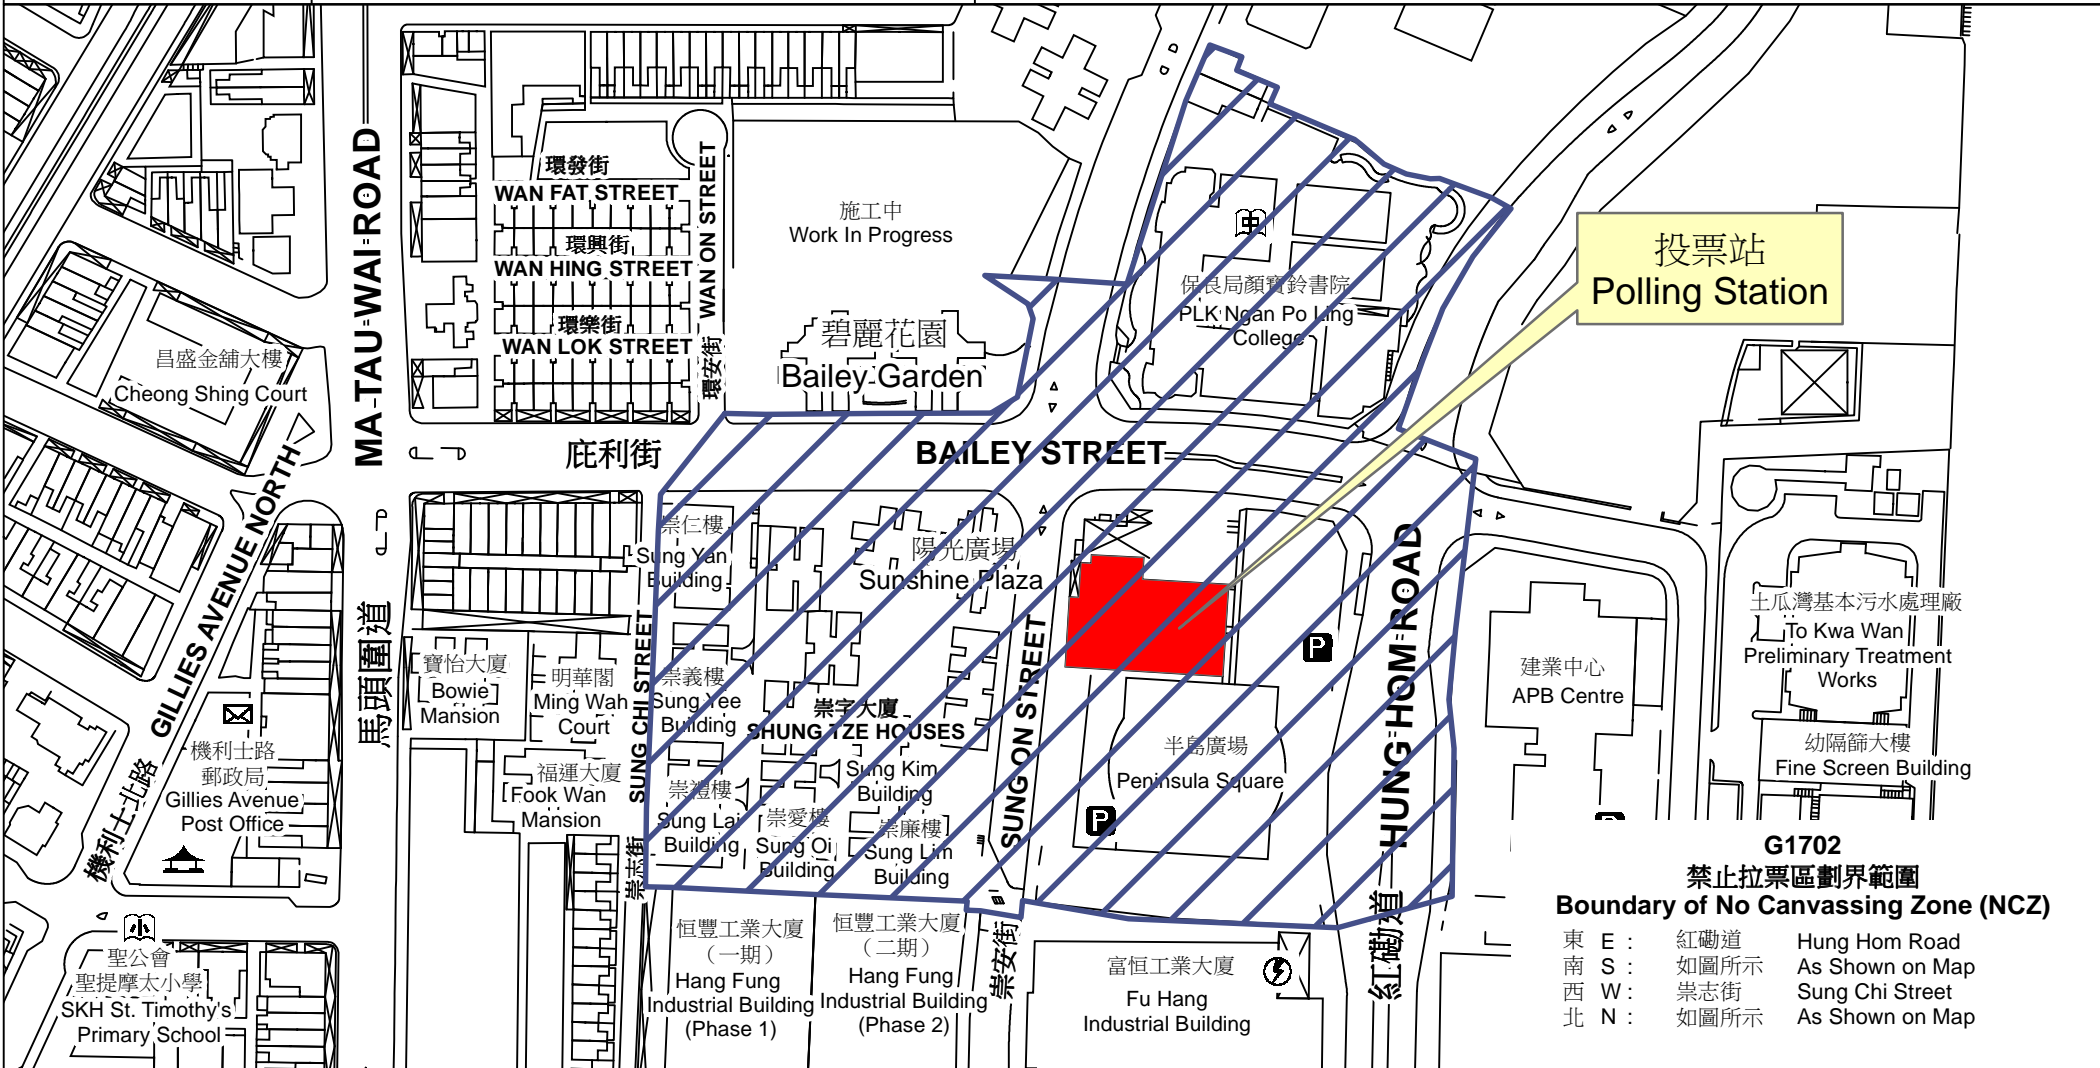 環發街
WAN FAT STREET
環興街
WAN HING STREET
環樂街
WAN LOK STREET
WAN ON STREET
環安街
MA TAU WAI ROAD
馬頭圍道
施工中
Work In Progress
碧麗花園
Bailey Garden
保良局顏寶鈴書院
PLK Ngan Po Ling
College
投票站
Polling Station
昌盛金舖大樓
Cheong Shing Court
庇利街
BAILEY STREET
GILLIES AVENUE NORTH
機利士北路
崇仁樓
Sung Yan
Building
陽光廣場
Sunshine Plaza
SUNG CHI STREET
崇志街
寶怡大廈
Bowie
Mansion
明華閣
Ming Wah
Court
崇義樓
Sung Yee
Building
崇字大廈
SHUNG TZE HOUSES
SUNG ON STREET
崇安街
HUNG HOM ROAD
紅磡道
P
建業中心
APB Centre
土瓜灣基本污水處理廠
To Kwa Wan
Preliminary Treatment
Works
機利士路
郵政局
Gillies Avenue
Post Office
福運大廈
Fook Wan
Mansion
崇禮樓
Sung Lai
Building
崇愛樓
Sung Oi
Building
Sung Kim
Building
崇廉樓
Sung Lim
Building
半島廣場
Peninsula Square
P
幼隔篩大樓
Fine Screen Building
聖公會
聖提摩太小學
SKH St. Timothy's
Primary School
恒豐工業大廈
（一期）
Hang Fung
Industrial Building
(Phase 1)
恒豐工業大廈
（二期）
Hang Fung
Industrial Building
(Phase 2)
富恒工業大廈
Fu Hang
Industrial Building
G1702
禁止拉票區劃界範圍
Boundary of No Canvassing Zone (NCZ)
東 E : 紅磡道 Hung Hom Road
南 S : 如圖所示 As Shown on Map
西 W : 崇志街 Sung Chi Street
北 N : 如圖所示 As Shown on Map